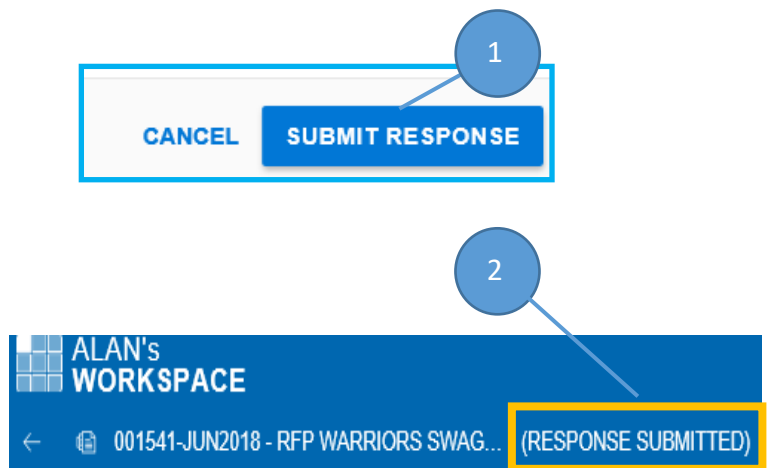 1
CANCEL SUBMIT RESPONSE
2
ALAN's
WORKSPACE
← 001541-JUN2018 - RFP WARRIORS SWAG... (RESPONSE SUBMITTED)